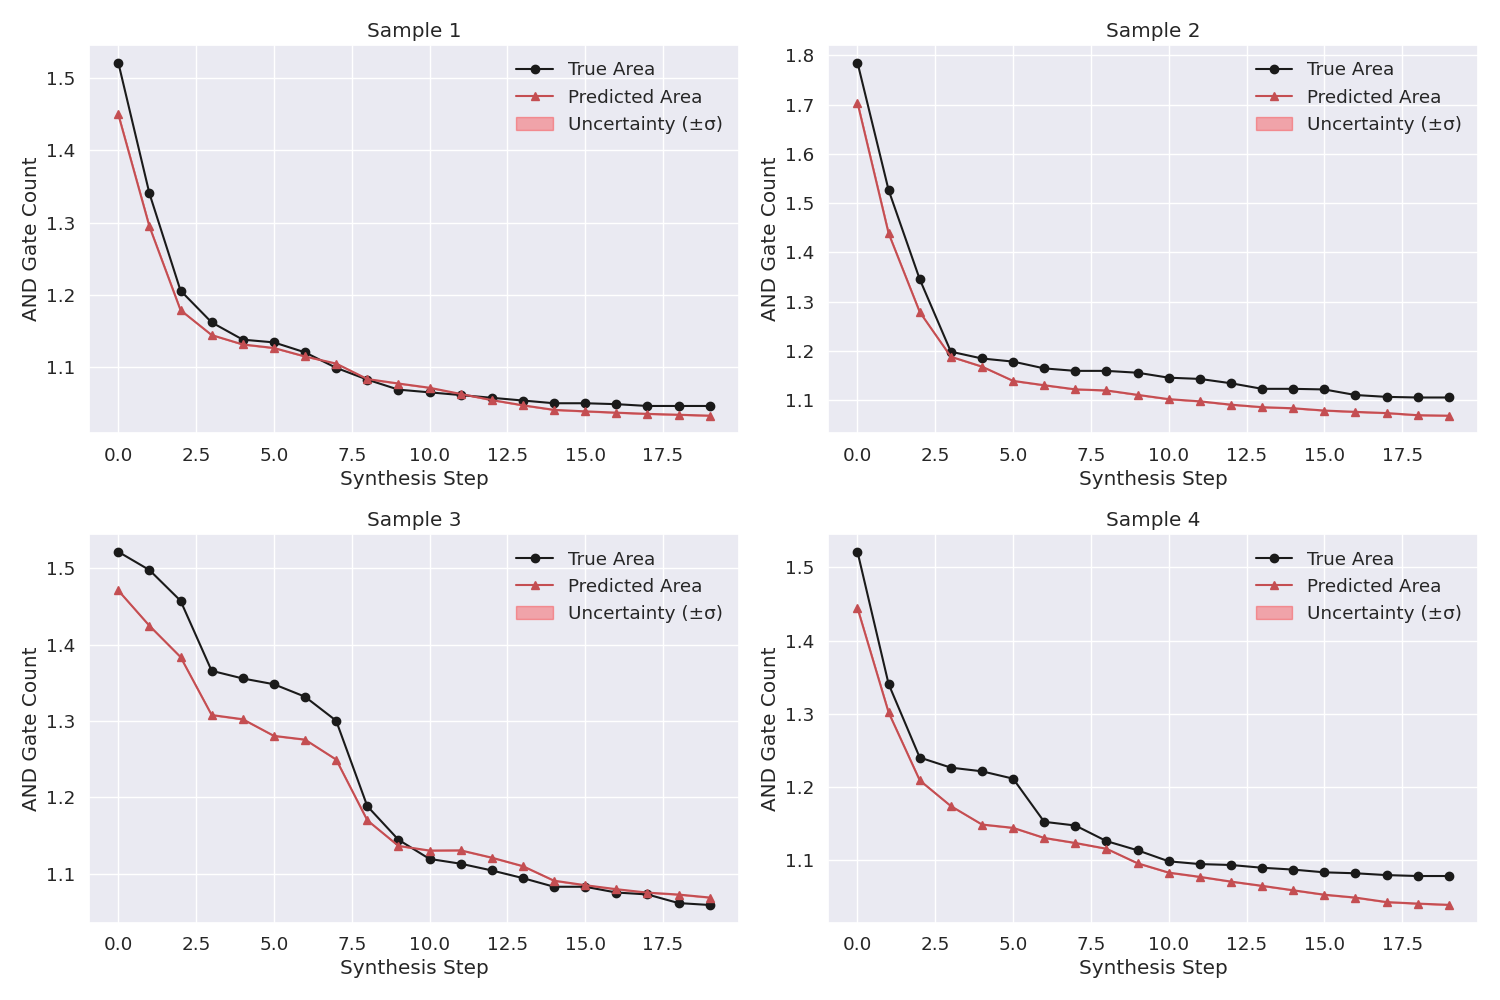 Sample 1
AND Gate Count
1.5
1.4
1.3
1.2
1.1
True Area
Predicted Area
Uncertainty (±σ)
0.0 2.5 5.0 7.5 10.0 12.5 15.0 17.5
Synthesis Step
Sample 2
AND Gate Count
1.8
1.7
1.6
1.5
1.4
1.3
1.2
1.1
True Area
Predicted Area
Uncertainty (±σ)
0.0 2.5 5.0 7.5 10.0 12.5 15.0 17.5
Synthesis Step
Sample 3
AND Gate Count
1.5
1.4
1.3
1.2
1.1
True Area
Predicted Area
Uncertainty (±σ)
0.0 2.5 5.0 7.5 10.0 12.5 15.0 17.5
Synthesis Step
Sample 4
AND Gate Count
1.5
1.4
1.3
1.2
1.1
True Area
Predicted Area
Uncertainty (±σ)
0.0 2.5 5.0 7.5 10.0 12.5 15.0 17.5
Synthesis Step